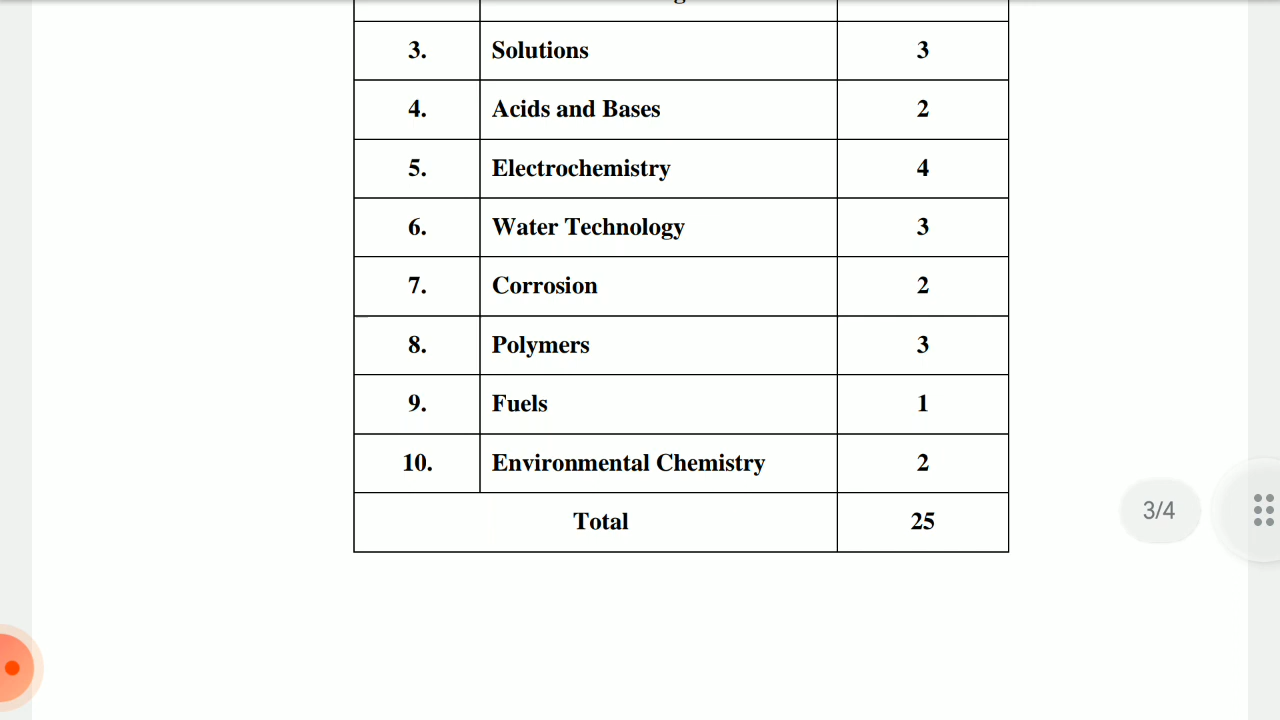 3. Solutions 3
4. Acids and Bases 2
5. Electrochemistry 4
6. Water Technology 3
7. Corrosion 2
8. Polymers 3
9. Fuels 1
10. Environmental Chemistry 2
Total 25
3/4